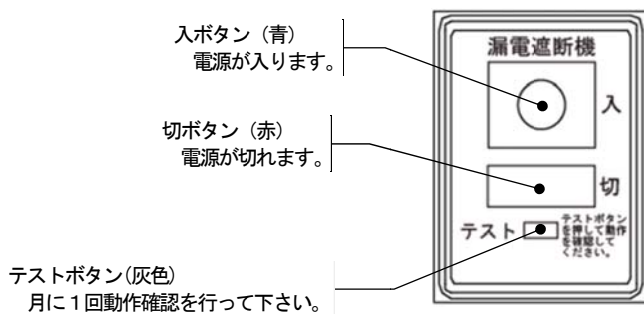 入ボタン（青）
電源が入ります。
切ボタン（赤）
電源が切れます。
テストボタン(灰色)
月に１回動作確認を行って下さい。
漏電遮断機
入
切
テスト
テストボタン
を押して動作
を確認して
ください。